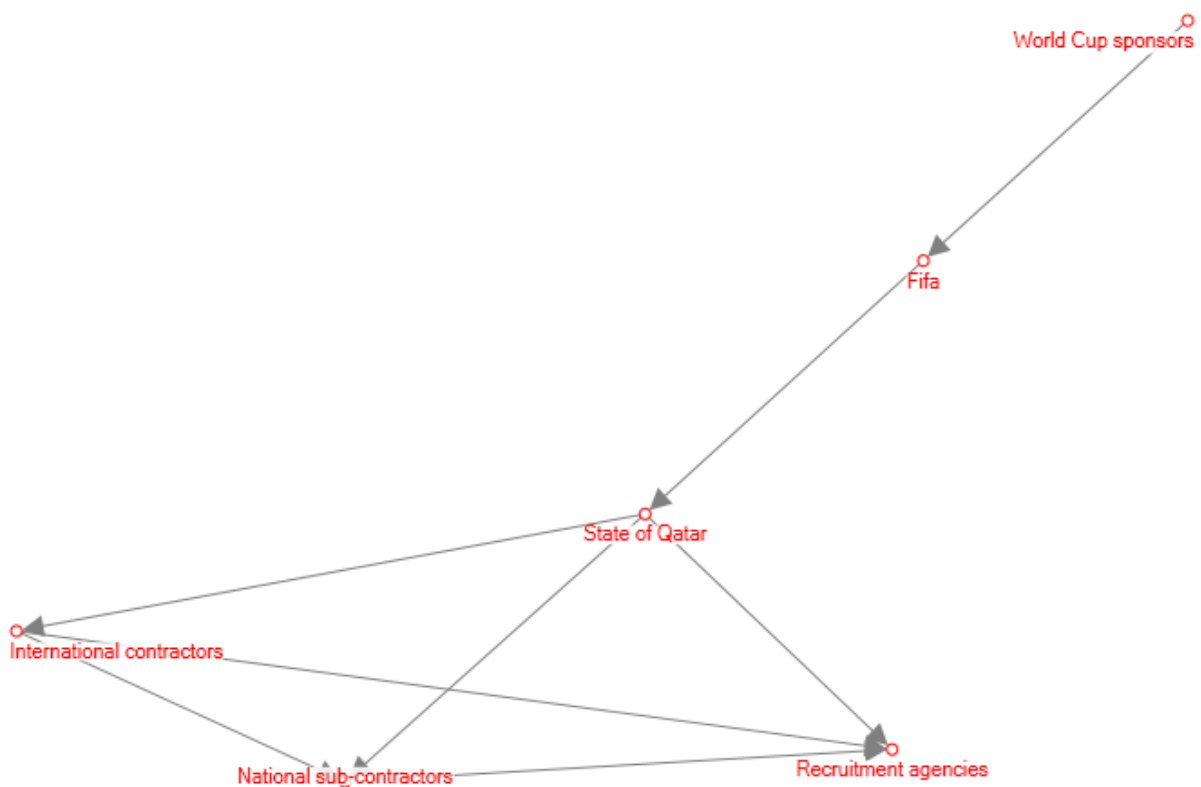 World Cup sponsors
Fifa
State of Qatar
International contractors
National sub-contractors
Recruitment agencies